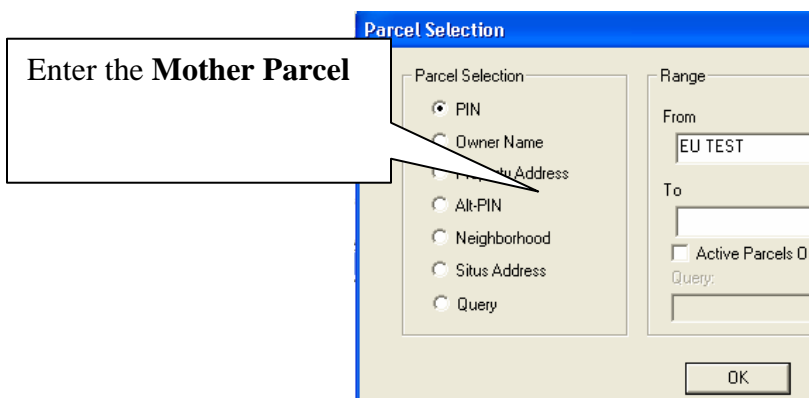 Parcel Selection
Enter the Mother Parcel
Parcel Selection
PIN
Owner Name
Property Address
Alt-PIN
Neighborhood
Situs Address
Query
Range
From
EU TEST
To
Active Parcels O
Query:
OK